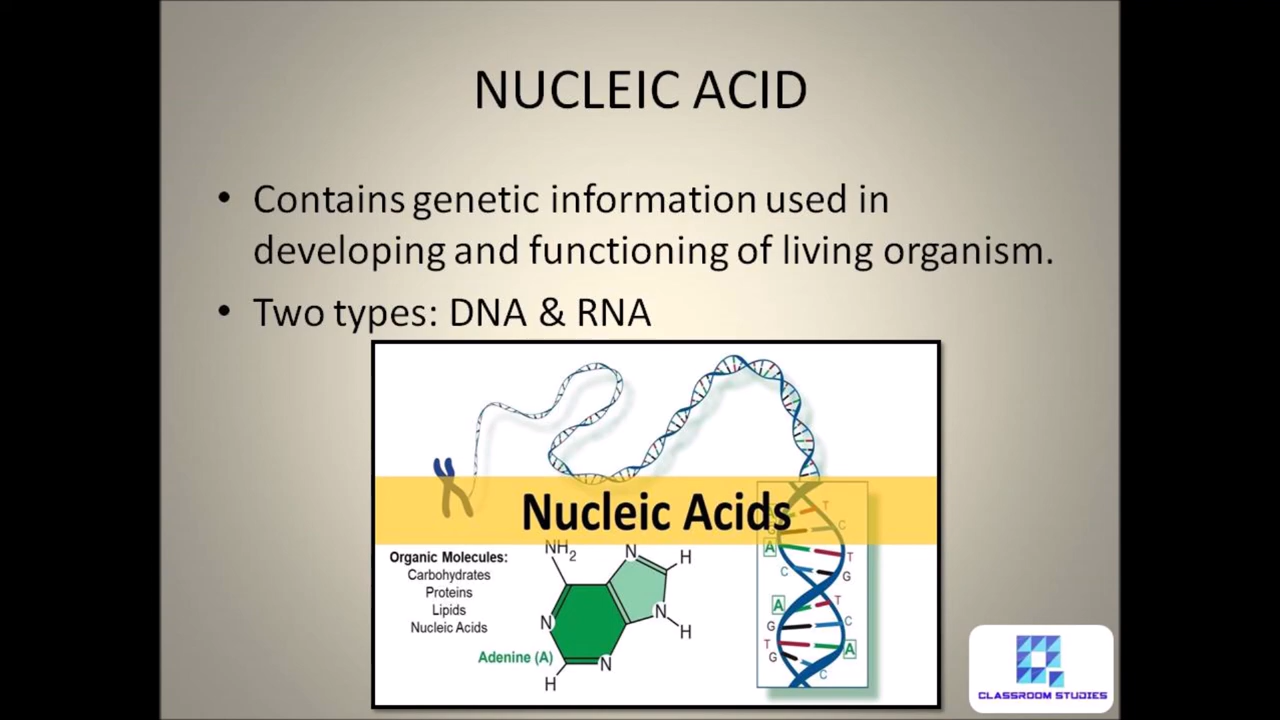 NUCLEIC ACID
• Contains genetic information used in
developing and functioning of living organism.
• Two types: DNA & RNA
Nucleic Acids
Organic Molecules:
Carbohydrates
Proteins
Lipids
Nucleic Acids
Adenine (A)
NH2
N
H
N
N
H
N
H
T
C
A
T
C
G
A
T
G
C
T
A
G
C
CLASSROOM STUDIES